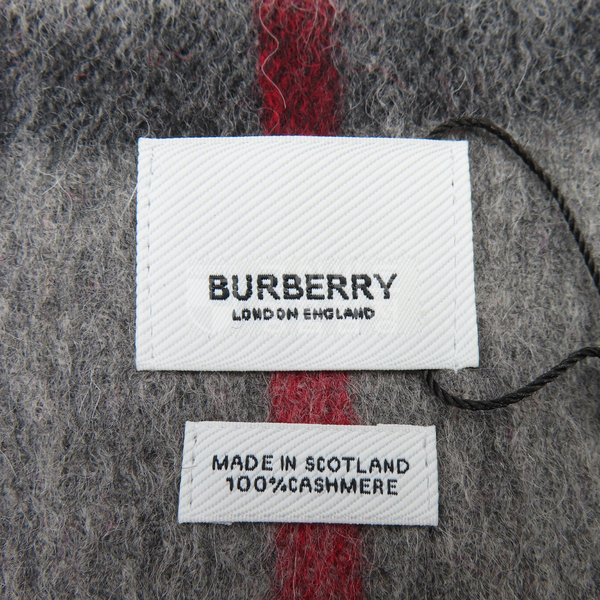 BURBERRY
LONDON ENGLAND
MADE IN SCOTLAND
100%CASHMERE